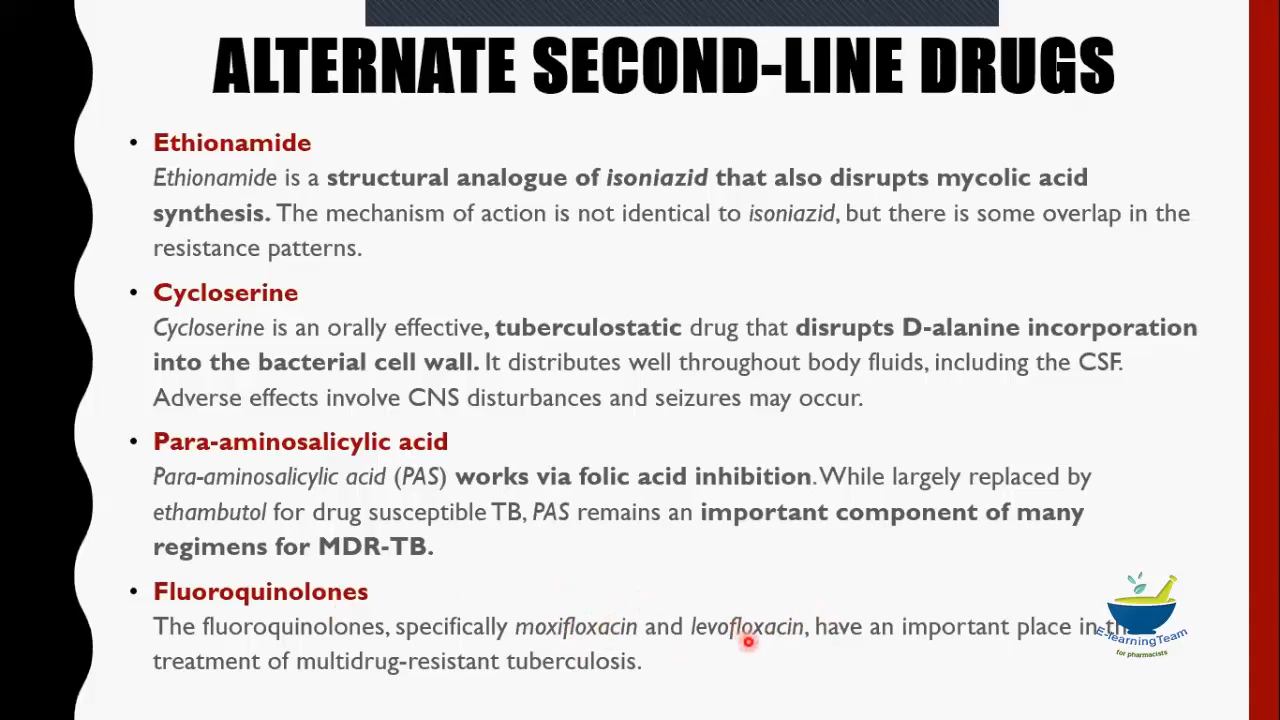 ALTERNATE SECOND-LINE DRUGS
• Ethionamide
Ethionamide is a structural analogue of isoniazid that also disrupts mycolic acid
synthesis. The mechanism of action is not identical to isoniazid, but there is some overlap in the
resistance patterns.
• Cycloserine
Cycloserine is an orally effective, tuberculostatic drug that disrupts D-alanine incorporation
into the bacterial cell wall. It distributes well throughout body fluids, including the CSF.
Adverse effects involve CNS disturbances and seizures may occur.
• Para-aminosalicylic acid
Para-aminosalicylic acid (PAS) works via folic acid inhibition. While largely replaced by
ethambutol for drug susceptible TB, PAS remains an important component of many
regimens for MDR-TB.
• Fluoroquinolones
The fluoroquinolones, specifically moxifloxacin and levofloxacin, have an important place in
treatment of multidrug-resistant tuberculosis.
E-learningTeam
for pharmacists